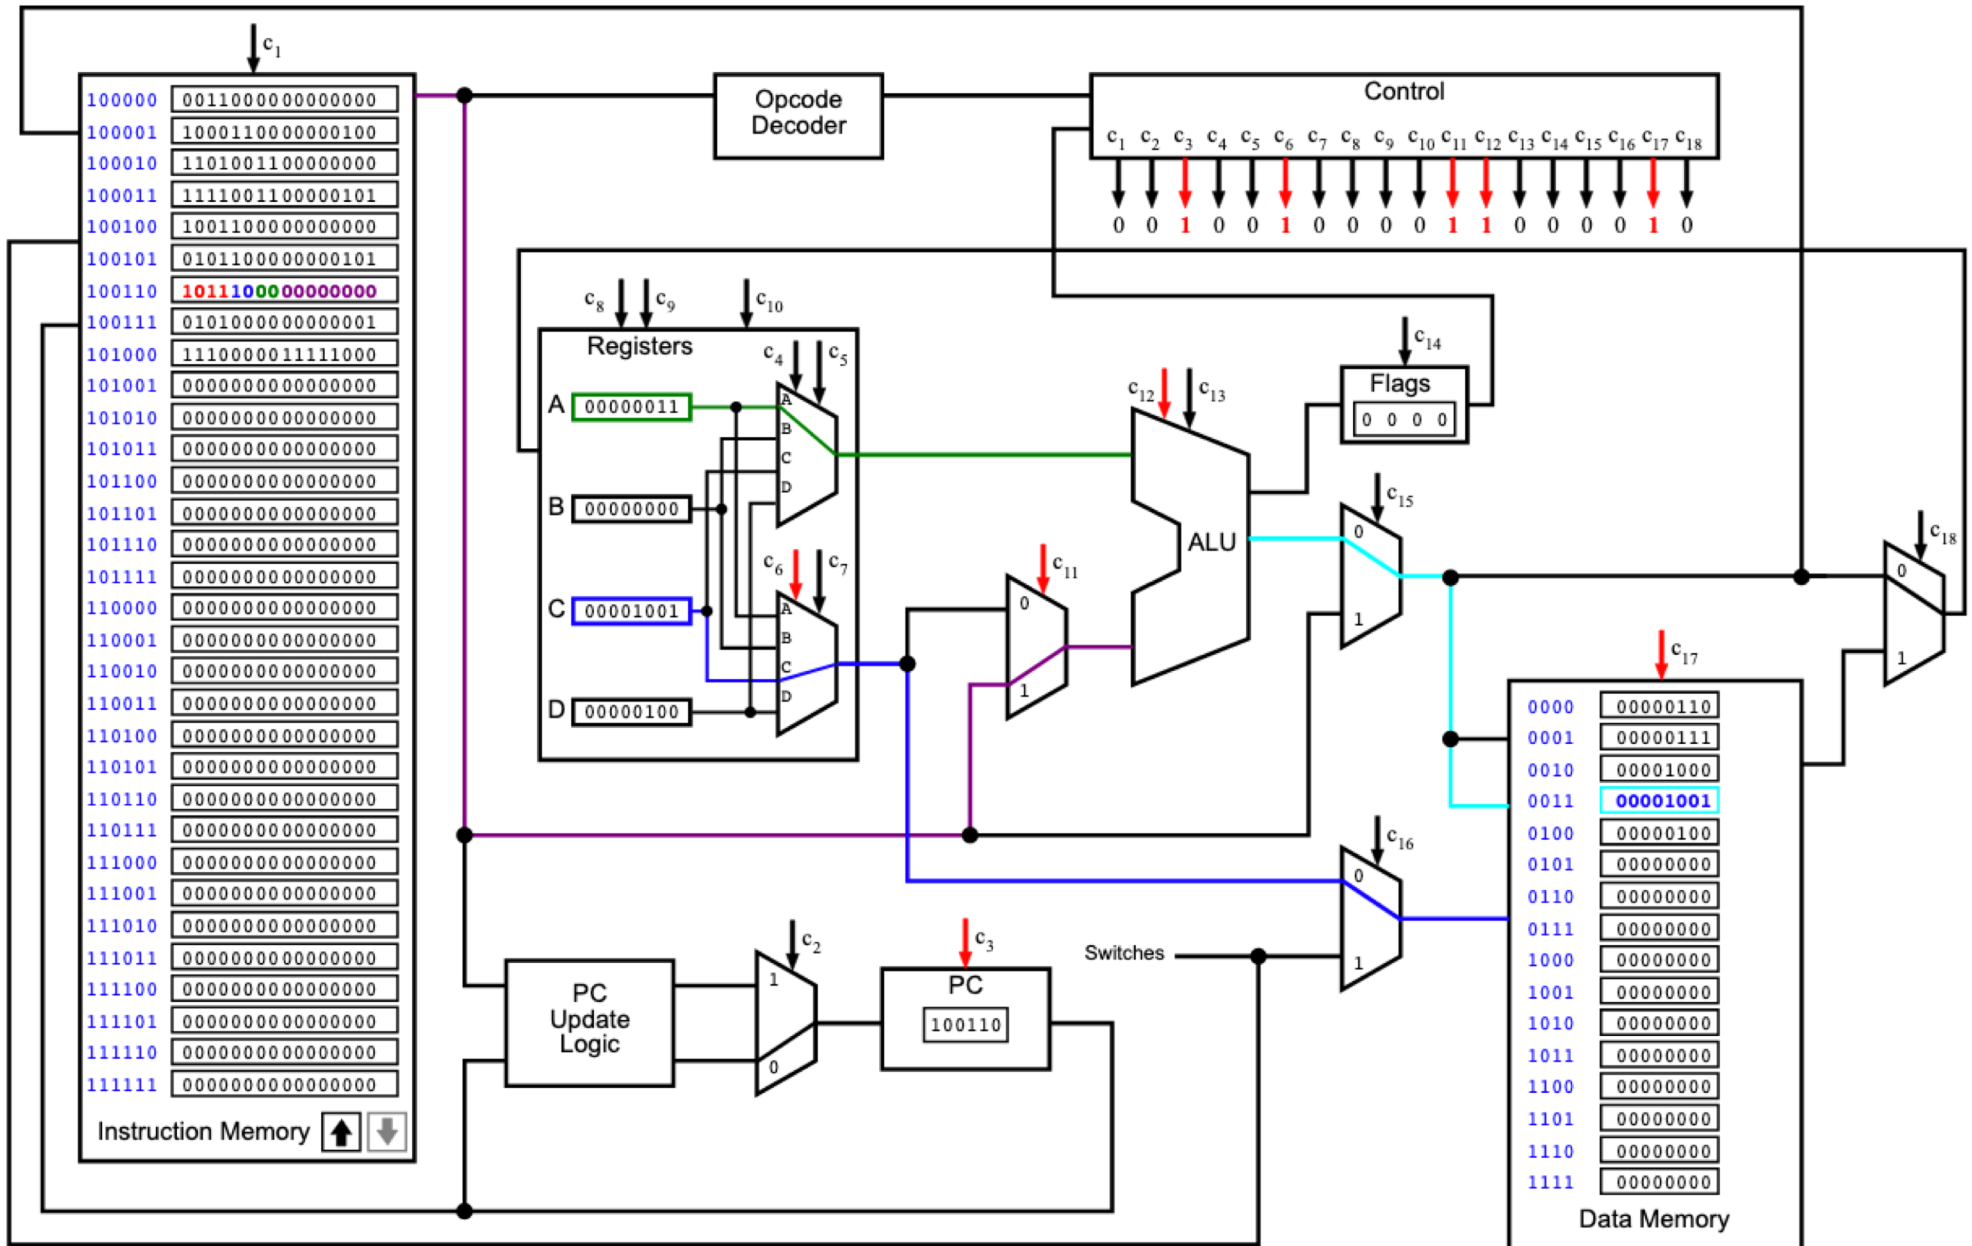 c1
100000 0011000000000000
100001 1000110000000100
100010 1101001100000000
100011 1111001100000101
100100 1001100000000000
100101 0101100000000101
100110 1011100000000000
100111 0101000000000001
101000 1110000011111000
101001 0000000000000000
101010 0000000000000000
101011 0000000000000000
101100 0000000000000000
101101 0000000000000000
101110 0000000000000000
101111 0000000000000000
110000 0000000000000000
110001 0000000000000000
110010 0000000000000000
110011 0000000000000000
110100 0000000000000000
110101 0000000000000000
110110 0000000000000000
110111 0000000000000000
111000 0000000000000000
111001 0000000000000000
111010 0000000000000000
111011 0000000000000000
111100 0000000000000000
111101 0000000000000000
111110 0000000000000000
111111 0000000000000000
Instruction Memory
Opcode
Decoder
Control
c1 c2 c3 c4 c5 c6 c7 c8 c9 c10 c11 c12 c13 c14 c15 c16 c17 c18
0 0 1 0 0 1 0 0 0 0 1 1 0 0 0 0 1 0
c8 c9 c10
Registers
c4 c5
A 00000011
B 00000000
C 00001001
D 00000100
A
B
C
D
c6 c7
A
B
C
D
c11
0
1
c12 c13
ALU
c14
Flags
0 0 0 0
c15
0
1
c16
0
1
Switches
c18
0
1
c2
1
0
PC
Update
Logic
c3
PC
100110
c17
0000 00000110
0001 00000111
0010 00001000
0011 00001001
0100 00000100
0101 00000000
0110 00000000
0111 00000000
1000 00000000
1001 00000000
1010 00000000
1011 00000000
1100 00000000
1101 00000000
1110 00000000
1111 00000000
Data Memory